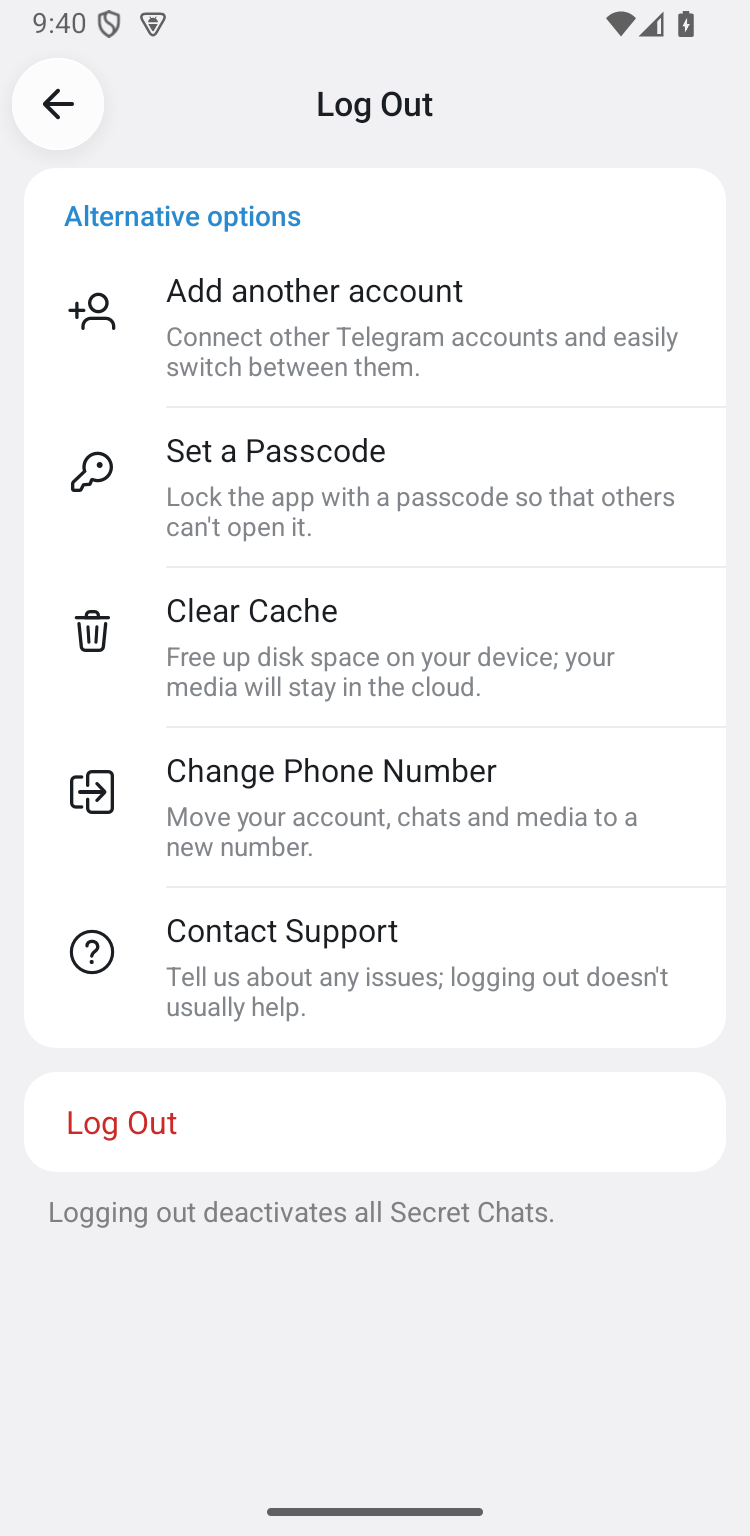 9:40
Log Out
Alternative options
Add another account
Connect other Telegram accounts and easily
switch between them.
Set a Passcode
Lock the app with a passcode so that others
can't open it.
Clear Cache
Free up disk space on your device; your
media will stay in the cloud.
Change Phone Number
Move your account, chats and media to a
new number.
Contact Support
Tell us about any issues; logging out doesn't
usually help.
Log Out
Logging out deactivates all Secret Chats.